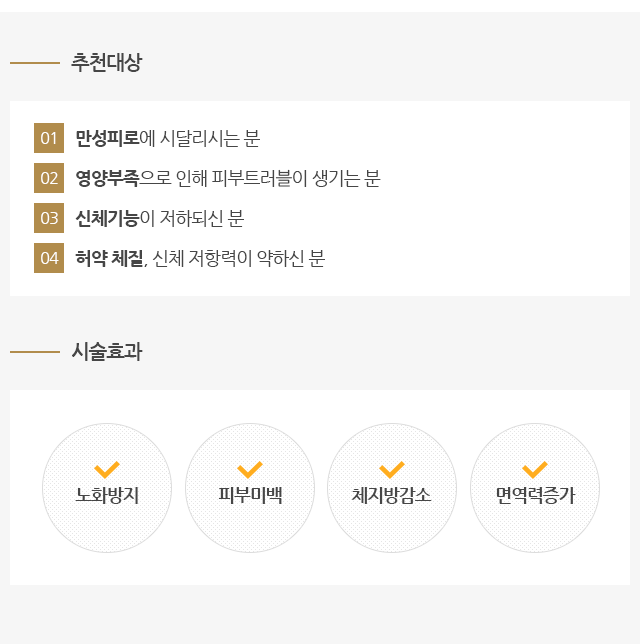 추천대상
01 만성피로에 시달리시는 분
02 영양부족으로 인해 피부트러블이 생기는 분
03 신체기능이 저하되신 분
04 허약 체질, 신체 저항력이 약하신 분
시술효과
노화방지 피부미백 체지방감소 면역력증가